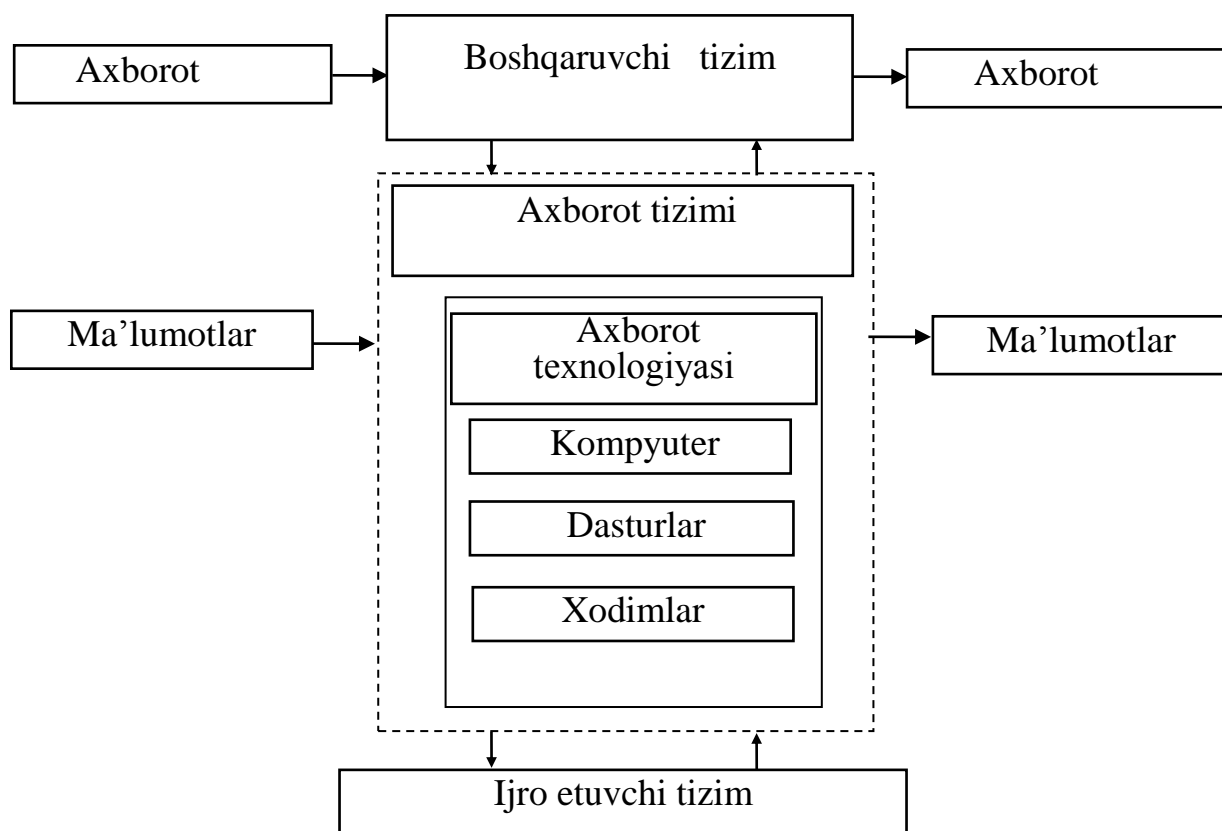 Axborot
Boshqaruvchi tizim
Axborot
Axborot tizimi
Ma’lumotlar
Axborot
texnologiyasi
Ma’lumotlar
Kompyuter
Dasturlar
Xodimlar
Ijro etuvchi tizim